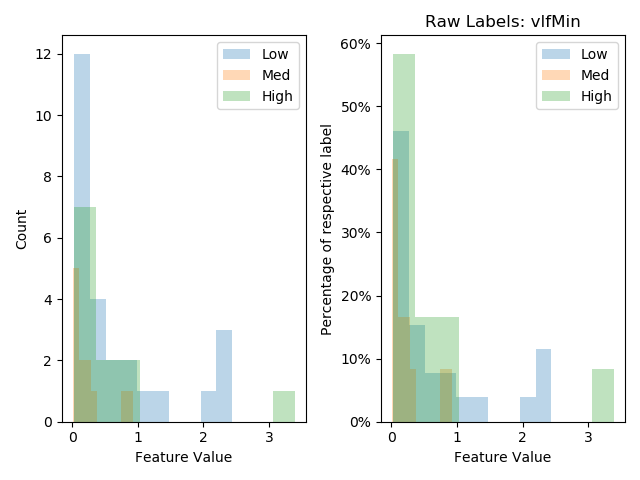 Raw Labels: vlfMin
12
10
8
6
4
2
0
Count
0
1
2
3
Feature Value
Low
Med
High
60%
50%
40%
30%
20%
10%
0%
Percentage of respective label
0
1
2
3
Feature Value
Low
Med
High